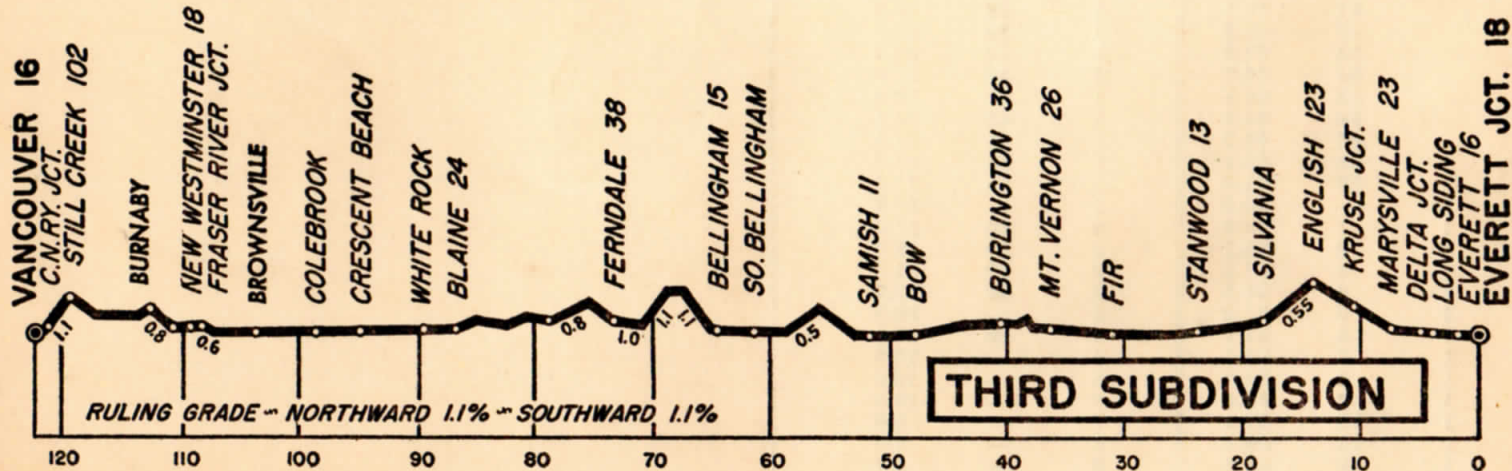 VANCOUVER 16
C.N.RY. JCT.
STILL CREEK 102
BURNABY
NEW WESTMINSTER 18
FRASER RIVER JCT.
BROWNSVILLE
COLEBROOK
CRESCENT BEACH
WHITE ROCK
BLAINE 24
FERNDALE 38
BELLINGHAM 15
SO. BELLINGHAM
SAMISH 11
BOW
BURLINGTON 36
MT. VERNON 26
FIR
STANWOOD 13
SILVANIA
ENGLISH 123
KRUSE JCT.
MARYSVILLE 23
DELTA JCT.
LONG SIDING
EVERETT 16
EVERETT JCT. 18
1.1
0.8
0.6
0.8
1.0
1.1
1.1
0.5
0.55
RULING GRADE - NORTHWARD 1.1% - SOUTHWARD 1.1%
THIRD SUBDIVISION
120 110 100 90 80 70 60 50 40 30 20 10 0